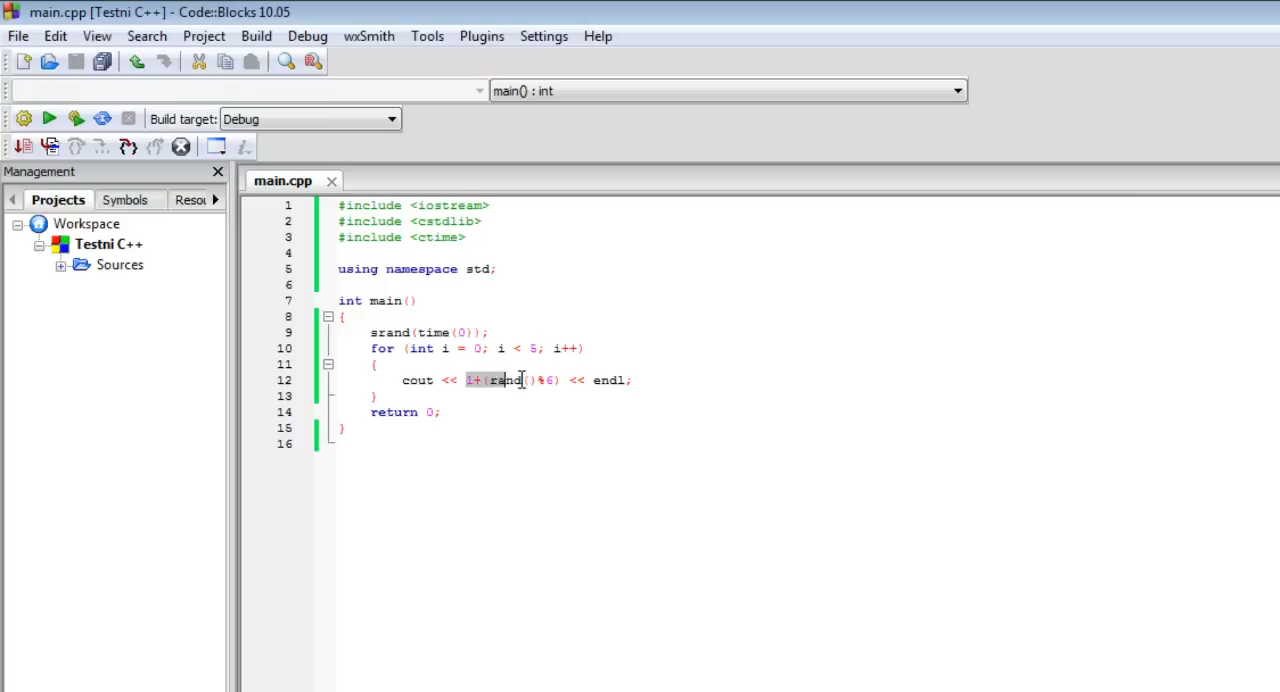 main.cpp [Testni C++] - Code::Blocks 10.05
File Edit View Search Project Build Debug wxSmith Tools Plugins Settings Help
main() : int
Build target: Debug
Management
main.cpp
Projects Symbols
Workspace
Testni C++
Sources
1 #include <iostream>
2 #include <cstdlib>
3 #include <ctime>
4
5 using namespace std;
6
7 int main()
8 {
9 srand(time(0));
10 for (int i = 0; i < 5; i++)
11 {
12 cout << 1+(rand()%6) << endl;
13 }
14 return 0;
15 }
16